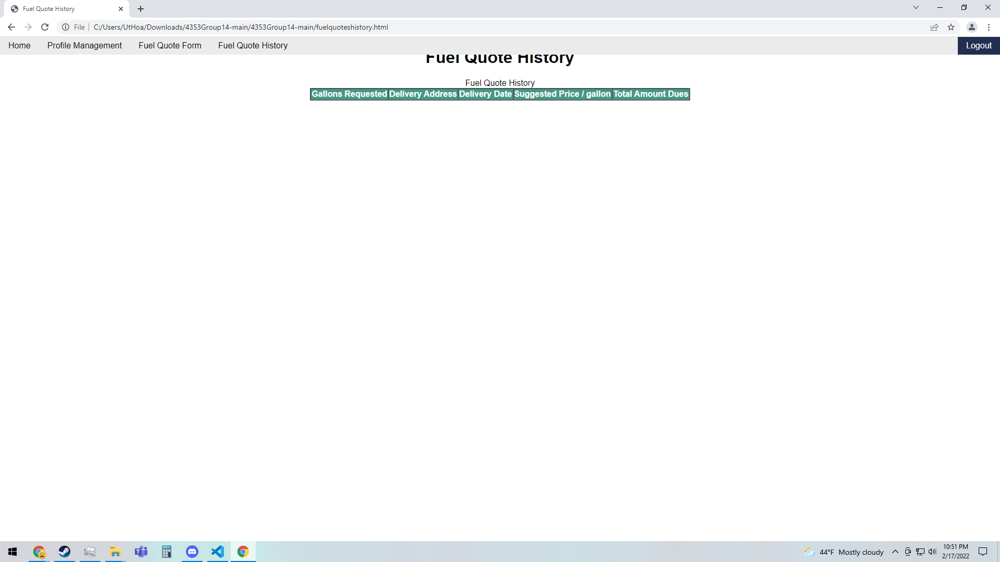 Fuel Quote History
File C:/Users/UtHoa/Downloads/4353Group14-main/4353Group14-main/fuelquoteshistory.html
Home Profile Management Fuel Quote Form Fuel Quote History Logout
Fuel Quote History
Fuel Quote History
Gallons Requested Delivery Address Delivery Date Suggested Price / gallon Total Amount Dues
44°F Mostly cloudy
10:51 PM
2/17/2022